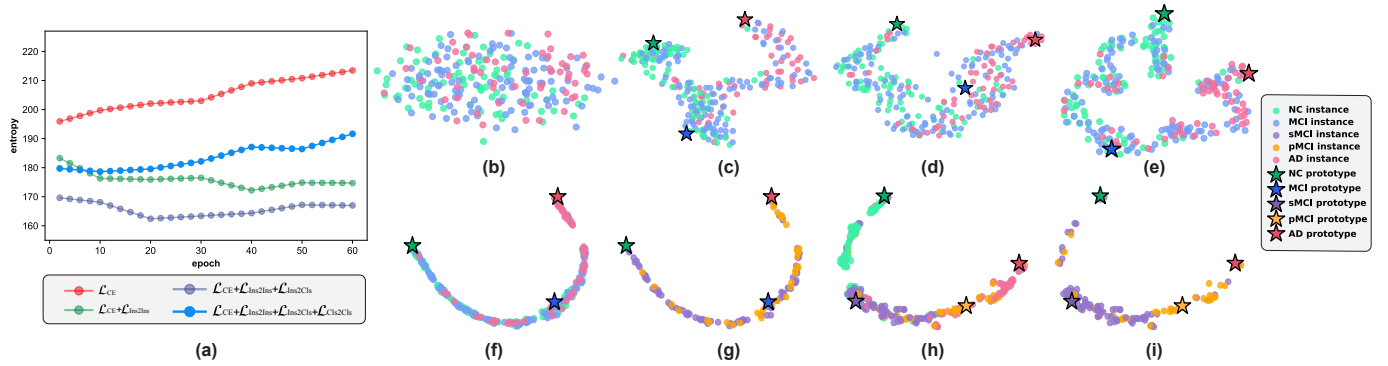 220
210
200
190
180
170
160
entropy
0
10
20
30
40
50
60
epoch
ℒCE
ℒCE+ℒIns2Ins
ℒCE+ℒIns2Ins+ℒIns2Cls
ℒCE+ℒIns2Ins+ℒIns2Cls+ℒCls2Cls
(a)
(b)
(c)
(d)
(e)
(f)
(g)
(h)
(i)
NC instance
MCI instance
sMCI instance
pMCI instance
AD instance
NC prototype
MCI prototype
sMCI prototype
pMCI prototype
AD prototype